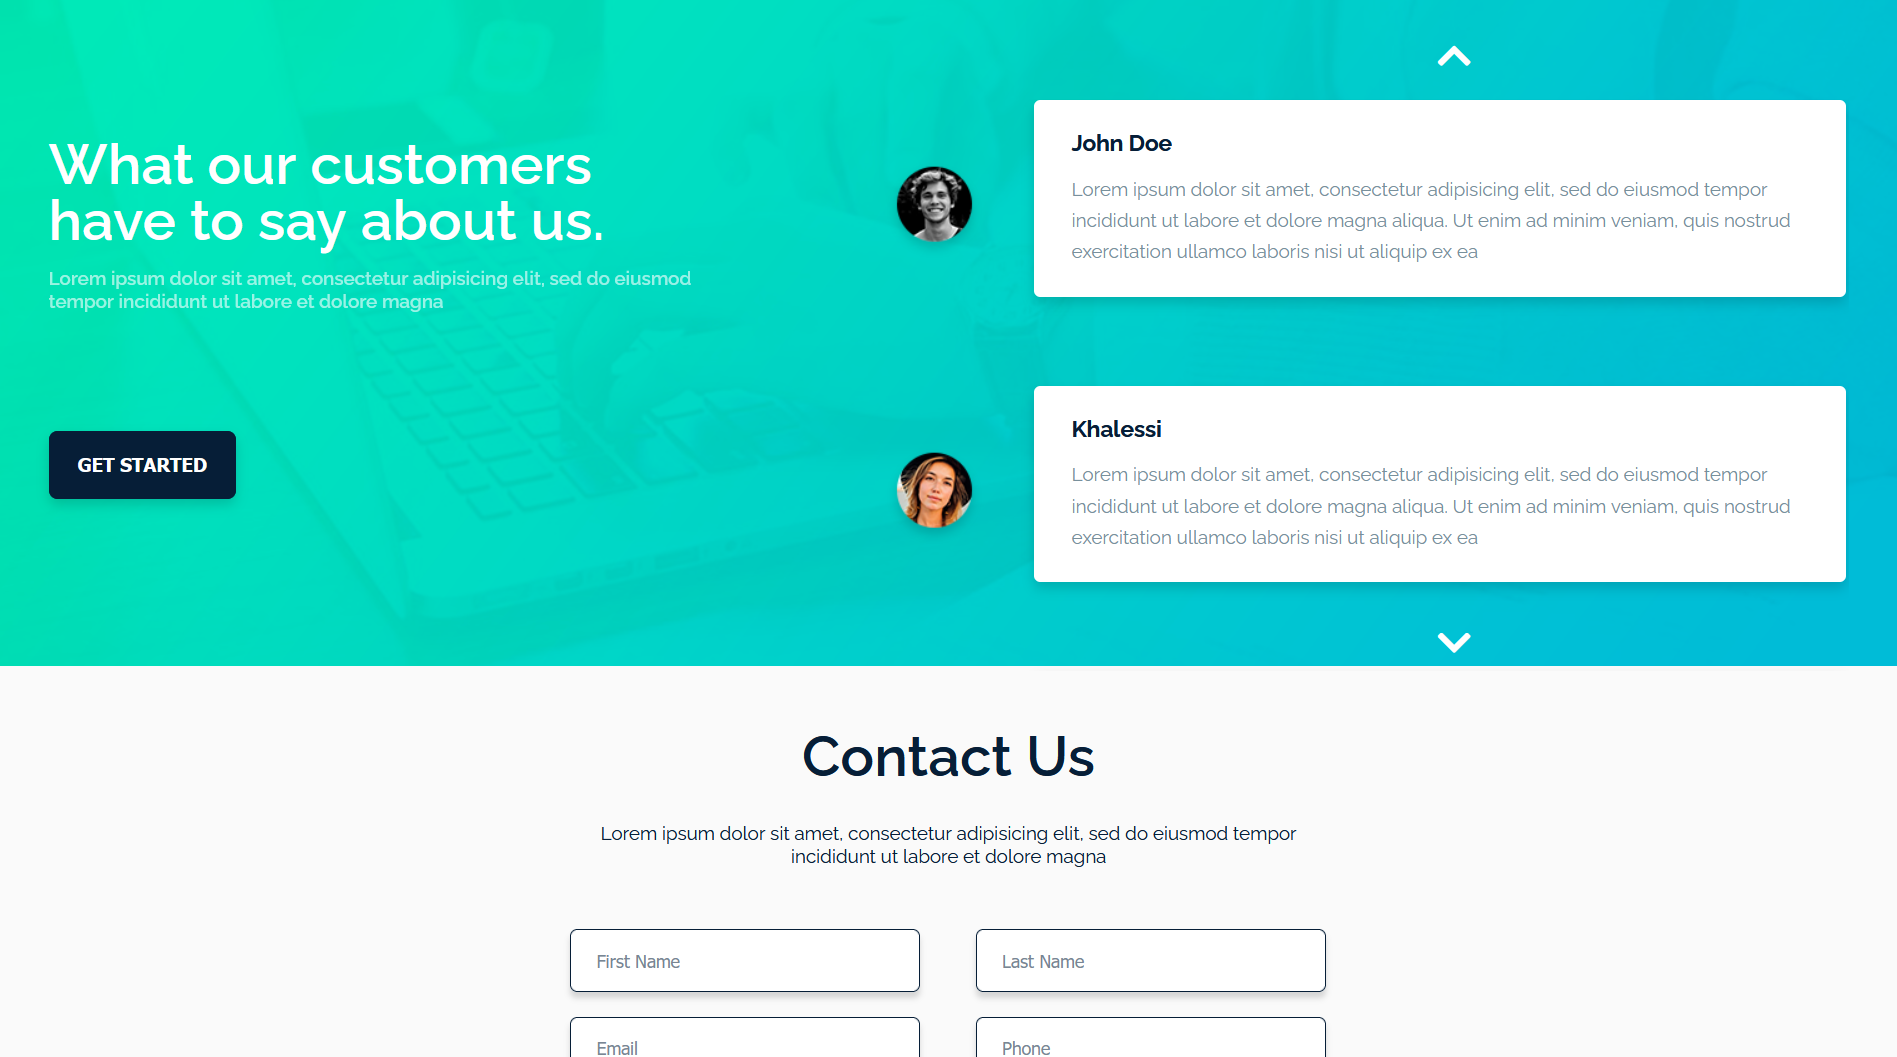 What our customers
have to say about us.
Lorem ipsum dolor sit amet, consectetur adipisicing elit, sed do eiusmod
tempor incididunt ut labore et dolore magna
GET STARTED
John Doe
Lorem ipsum dolor sit amet, consectetur adipisicing elit, sed do eiusmod tempor
incididunt ut labore et dolore magna aliqua. Ut enim ad minim veniam, quis nostrud
exercitation ullamco laboris nisi ut aliquip ex ea
Khalessi
Lorem ipsum dolor sit amet, consectetur adipisicing elit, sed do eiusmod tempor
incididunt ut labore et dolore magna aliqua. Ut enim ad minim veniam, quis nostrud
exercitation ullamco laboris nisi ut aliquip ex ea
Contact Us
Lorem ipsum dolor sit amet, consectetur adipisicing elit, sed do eiusmod tempor
incididunt ut labore et dolore magna
First Name
Last Name
Email
Phone